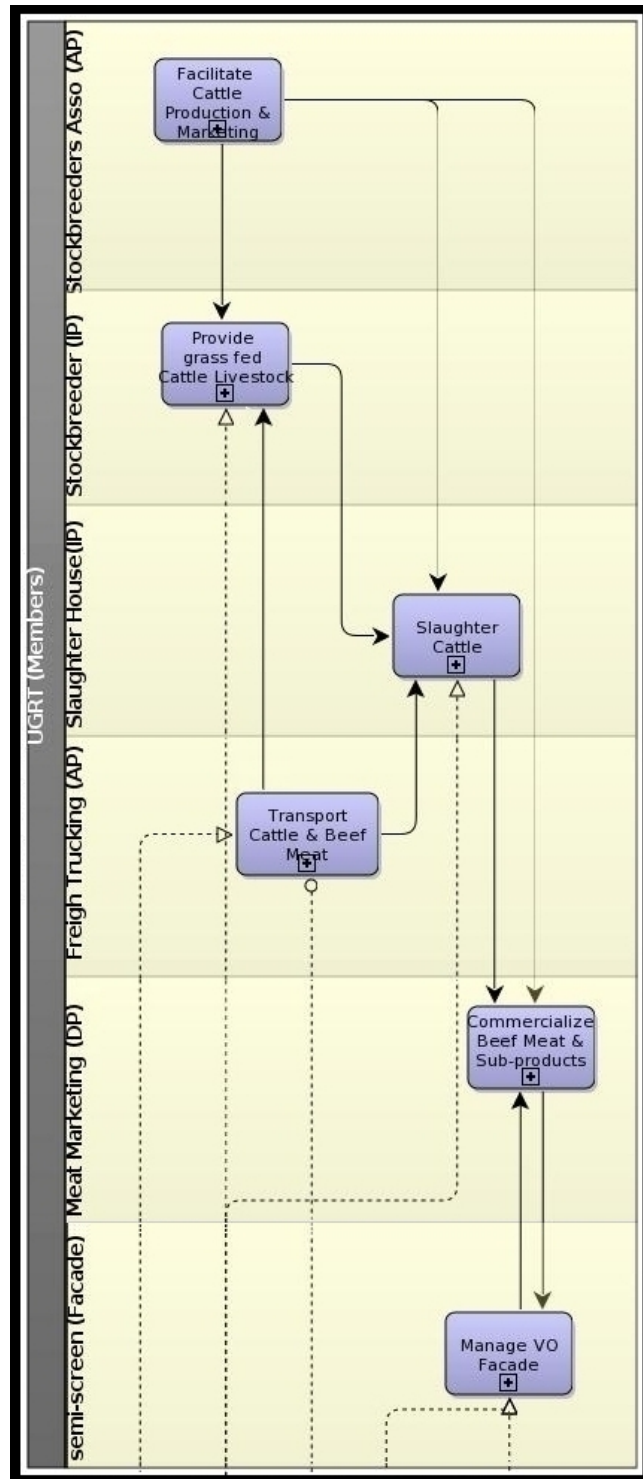 UGRT (Members)
Stockbreeders Asso (AP)
Facilitate
Cattle
Production &
Marketing
Stockbreeder (IP)
Provide
grass fed
Cattle Livestock
Slaughter House(IP)
Slaughter
Cattle
Freigh Trucking (AP)
Transport
Cattle & Beef
Meat
Meat Marketing (DP)
Commercialize
Beef Meat &
Sub-products
semi-screen (Facade)
Manage VO
Facade